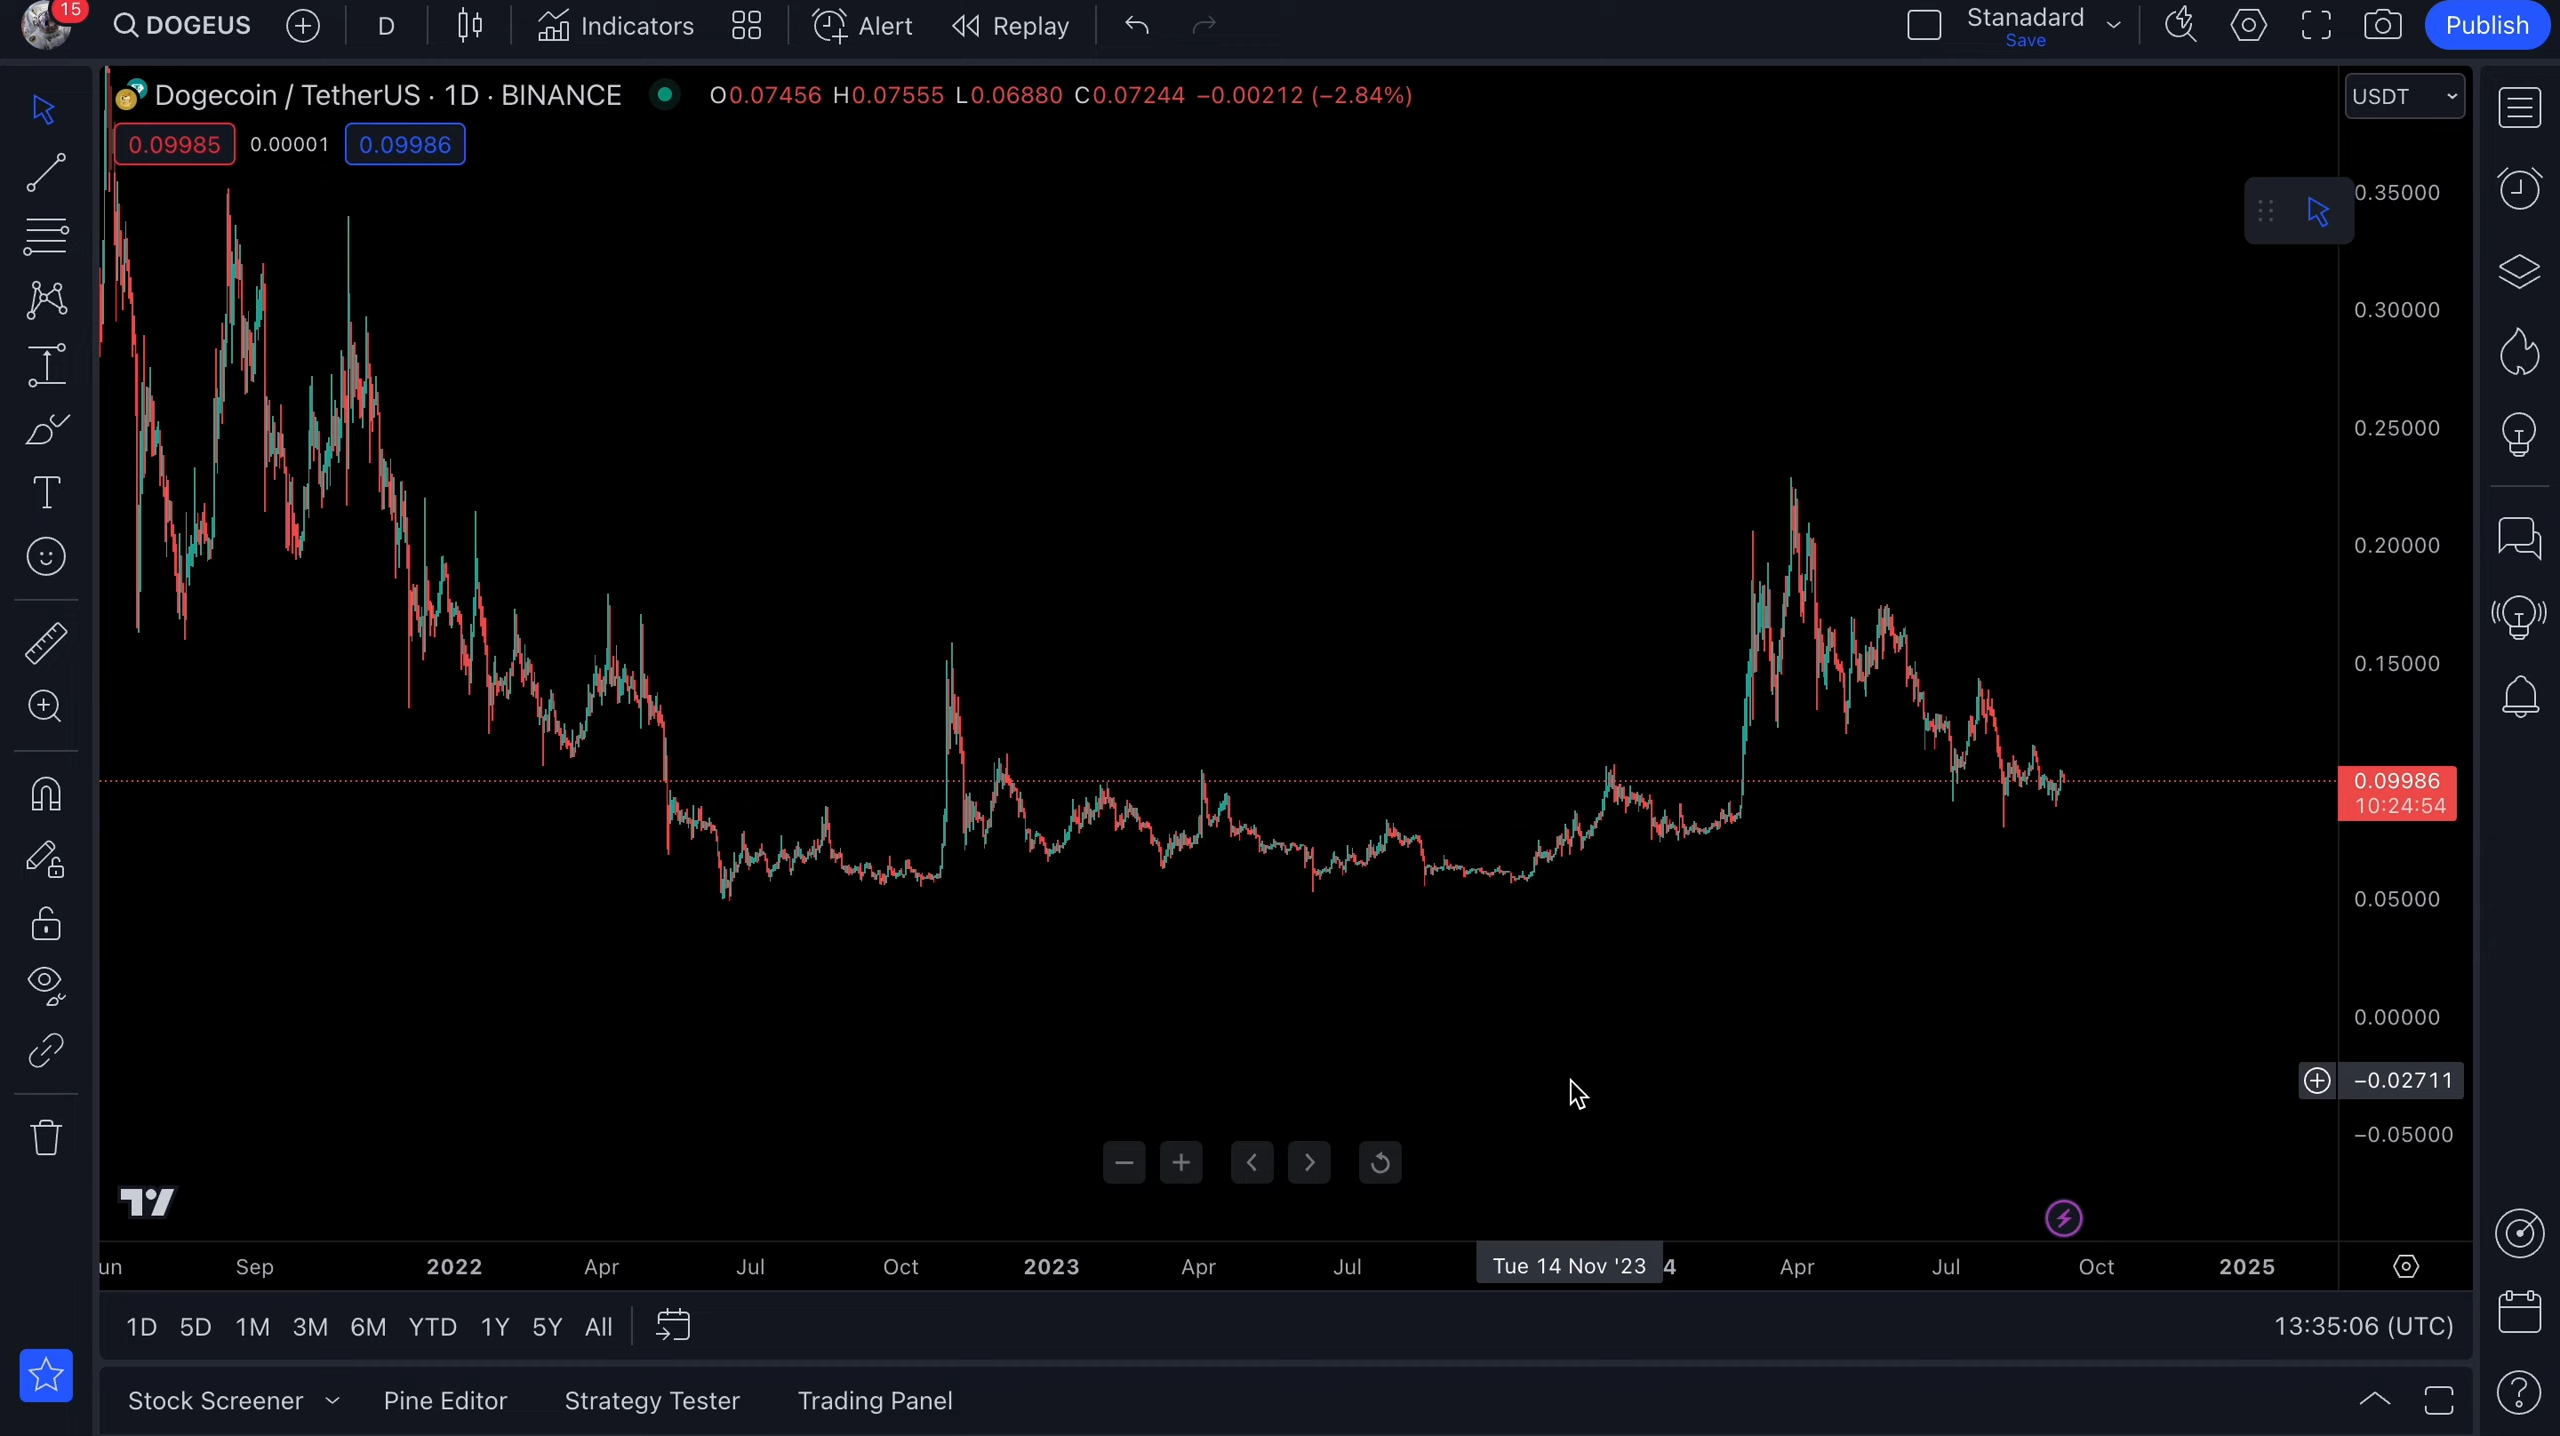 15
DOGEUS
D
Indicators
Alert
Replay
Stanadard
Save
Publish
Dogecoin / TetherUS · 1D · BINANCE
O0.07456 H0.07555 L0.06880 C0.07244 −0.00212 (−2.84%)
USDT
0.09985
0.00001
0.09986
0.35000
0.30000
0.25000
0.20000
0.15000
0.09986
10:24:54
0.05000
0.00000
−0.02711
−0.05000
un
Sep
2022
Apr
Jul
Oct
2023
Apr
Jul
Tue 14 Nov '23
4
Apr
Jul
Oct
2025
1D 5D 1M 3M 6M YTD 1Y 5Y All
13:35:06 (UTC)
Stock Screener
Pine Editor
Strategy Tester
Trading Panel